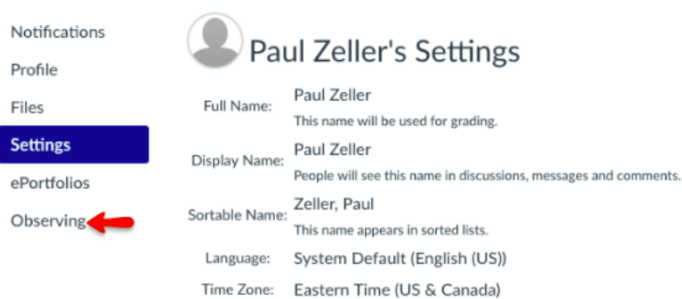 Notifications
Profile
Files
Settings
ePortfolios
Observing
Paul Zeller's Settings
Full Name: Paul Zeller
This name will be used for grading.
Display Name: Paul Zeller
People will see this name in discussions, messages and comments.
Sortable Name: Zeller, Paul
This name appears in sorted lists.
Language: System Default (English (US))
Time Zone: Eastern Time (US & Canada)